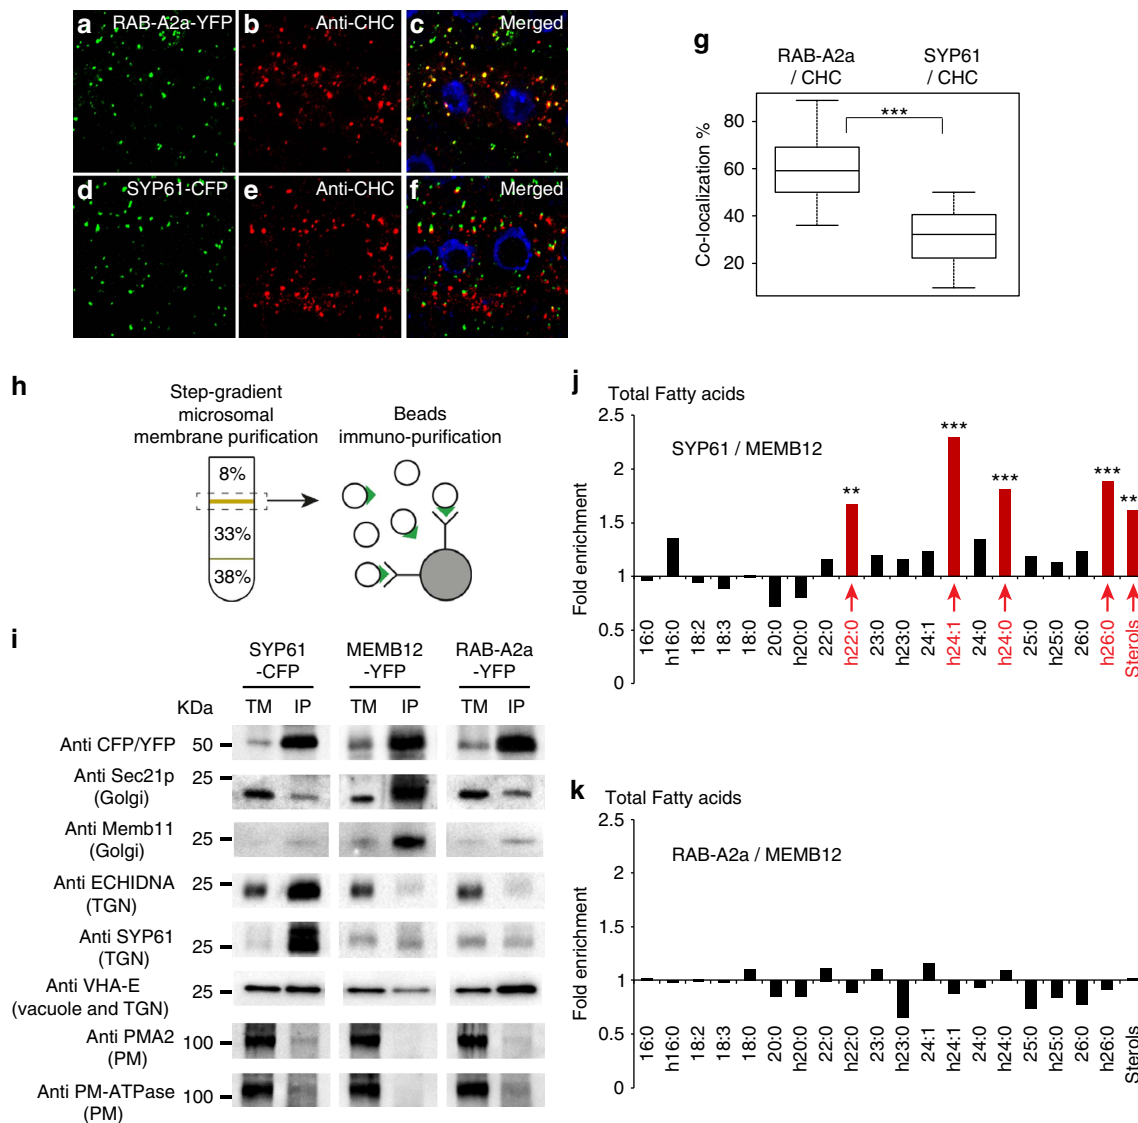 a RAB-A2a-YFP
b Anti-CHC
c Merged
d SYP61-CFP
e Anti-CHC
f Merged
g
RAB-A2a
/ CHC
SYP61
/ CHC
Co-localization %
80
60
40
20
***
h
Step-gradient
microsomal
membrane purification
8%
33%
38%
Beads
immuno-purification
i
SYP61
-CFP
MEMB12
-YFP
RAB-A2a
-YFP
KDa
TM IP TM IP TM IP
Anti CFP/YFP 50
Anti Sec21p
(Golgi)
25
Anti Memb11
(Golgi)
25
Anti ECHIDNA
(TGN)
25
Anti SYP61
(TGN)
25
Anti VHA-E
(vacuole and TGN)
25
Anti PMA2
(PM)
100
Anti PM-ATPase
(PM)
100
j
Total Fatty acids
SYP61 / MEMB12
Fold enrichment
2.5
2
1.5
1
0.5
0
**
***
***
***
**
16:0
h16:0
18:2
18:3
18:0
20:0
h20:0
22:0
h22:0
23:0
h23:0
24:1
h24:1
24:0
h24:0
25:0
h25:0
26:0
h26:0
Sterols
k
Total Fatty acids
RAB-A2a / MEMB12
Fold enrichment
2.5
2
1.5
1
0.5
0
16:0
h16:0
18:2
18:3
18:0
20:0
h20:0
22:0
h22:0
23:0
h23:0
24:1
h24:1
24:0
h24:0
25:0
h25:0
26:0
h26:0
Sterols